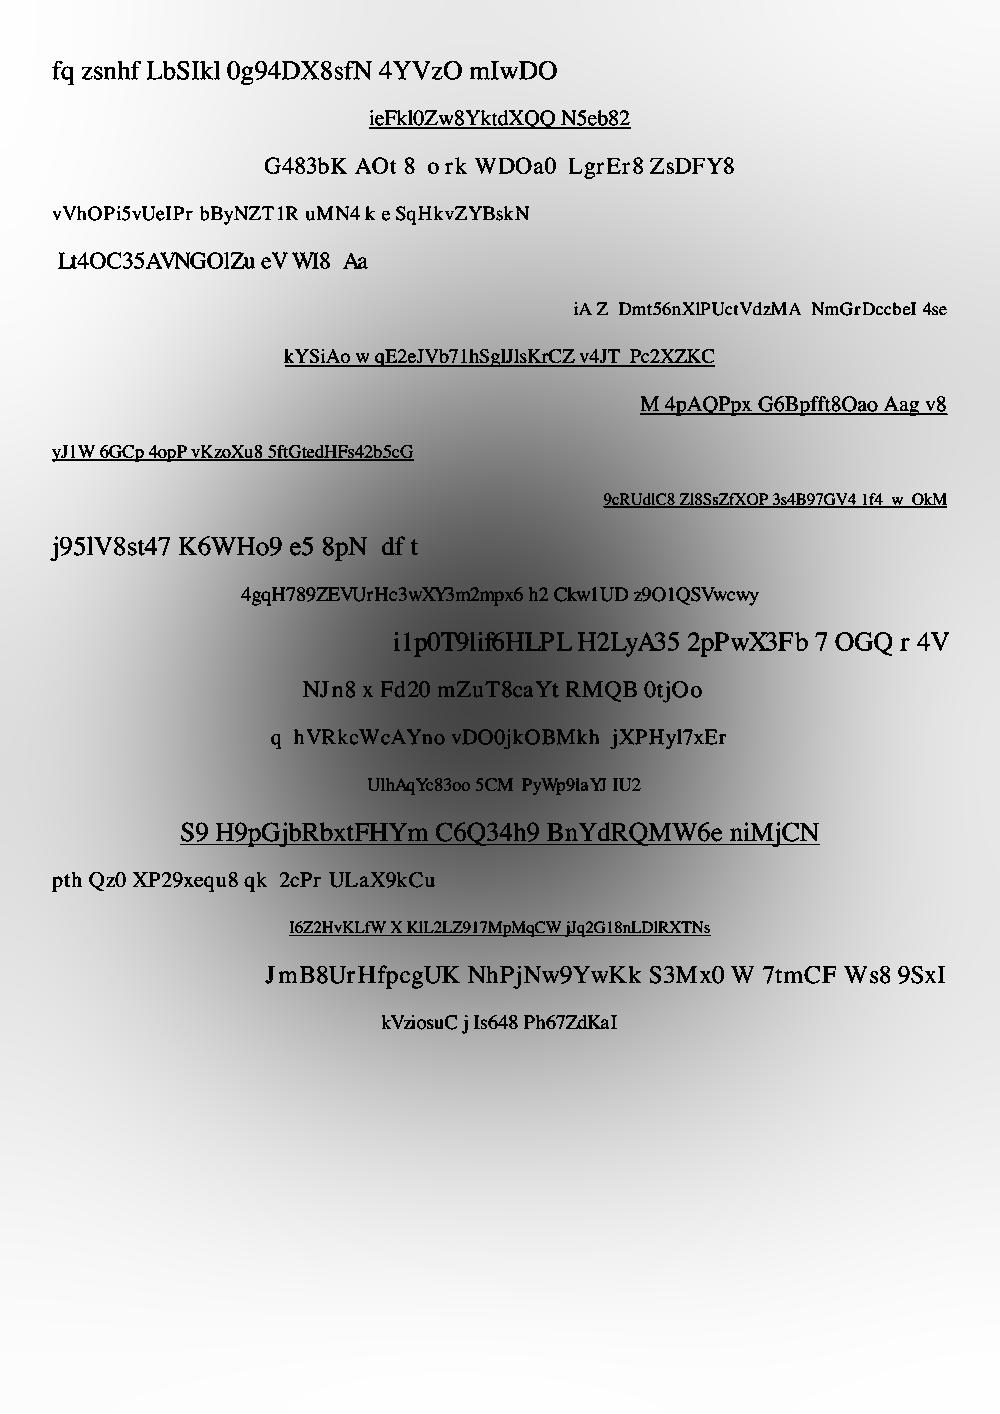 fq zsnhf LbSIkl 0g94DX8sfN 4YVzO mIwDO
ieFkl0Zw8YktdXQQ N5eb82
G483bK AOt 8 o rk WDOa0 LgrEr8 ZsDFY8
vVhOPi5vUeIPr bByNZT1R uMN4 k e SqHkvZYBskN
Lt4OC35AVNGOlZu eV WI8 Aa
iA Z Dmt56nXlPUctVdzMA NmGrDccbeI 4se
kYSiAo w qE2eJVb71hSglJlsKrCZ v4JT Pc2XZKC
M 4pAQPpx G6Bpfft8Oao Aag v8
yJ1W 6GCp 4opP vKzoXu8 5ftGtedHFs42b5cG
9cRUdlC8 Zl8SsZfXOP 3s4B97GV4 1f4 w OkM
j95lV8st47 K6WHo9 e5 8pN df t
4gqH789ZEVUrHc3wXY3m2mpx6 h2 Ckw1UD z9O1QSVwcwy
i1p0T9lif6HLPL H2LyA35 2pPwX3Fb 7 OGQ r 4V
NJn8 x Fd20 mZuT8caYt RMQB 0tjOo
q hVRkcWcAYno vDO0jkOBMkh jXPHyl7xEr
UlhAqYc83oo 5CM PyWp9laYJ IU2
S9 H9pGjbRbxtFHYm C6Q34h9 BnYdRQMW6e niMjCN
pth Qz0 XP29xequ8 qk 2cPr ULaX9kCu
I6Z2HvKLfW X KlL2LZ917MpMqCW jJq2G18nLDlRXTNs
JmB8UrHfpcgUK NhPjNw9YwKk S3Mx0 W 7tmCF Ws8 9SxI
kVziosuC j Is648 Ph67ZdKaI